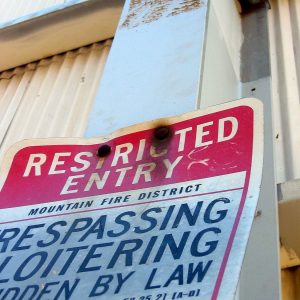 RESTRICTED
ENTRY
MOUNTAIN FIRE DISTRICT
RESPASSING
LOITERING
DDEN BY LAW